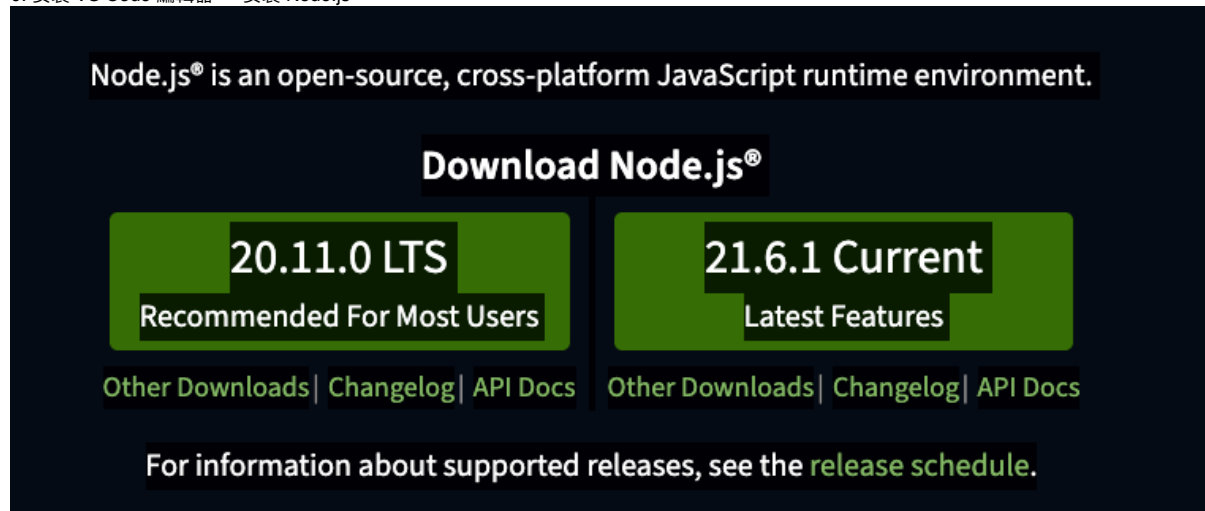 Node.js® is an open-source, cross-platform JavaScript runtime environment.
Download Node.js®
20.11.0 LTS
Recommended For Most Users
Other Downloads| Changelog| API Docs
21.6.1 Current
Latest Features
Other Downloads| Changelog| API Docs
For information about supported releases, see the release schedule.